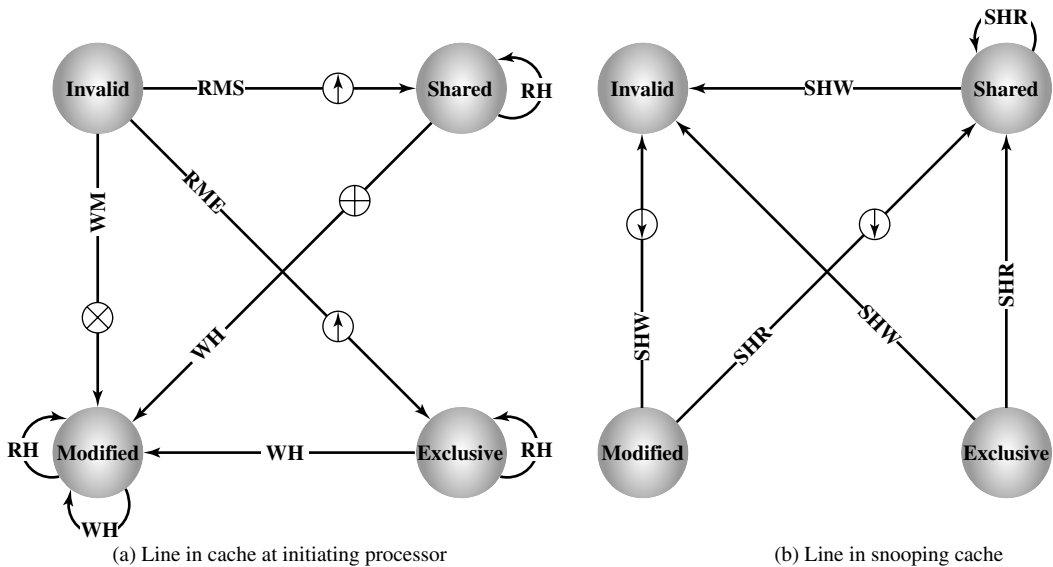 Invalid
RMS
Shared
RH
WM
RME
WH
RH
Modified
WH
Exclusive
RH
WH
(a) Line in cache at initiating processor
SHR
Invalid
SHW
Shared
SHW
SHR
SHW
SHR
Modified
Exclusive
(b) Line in snooping cache